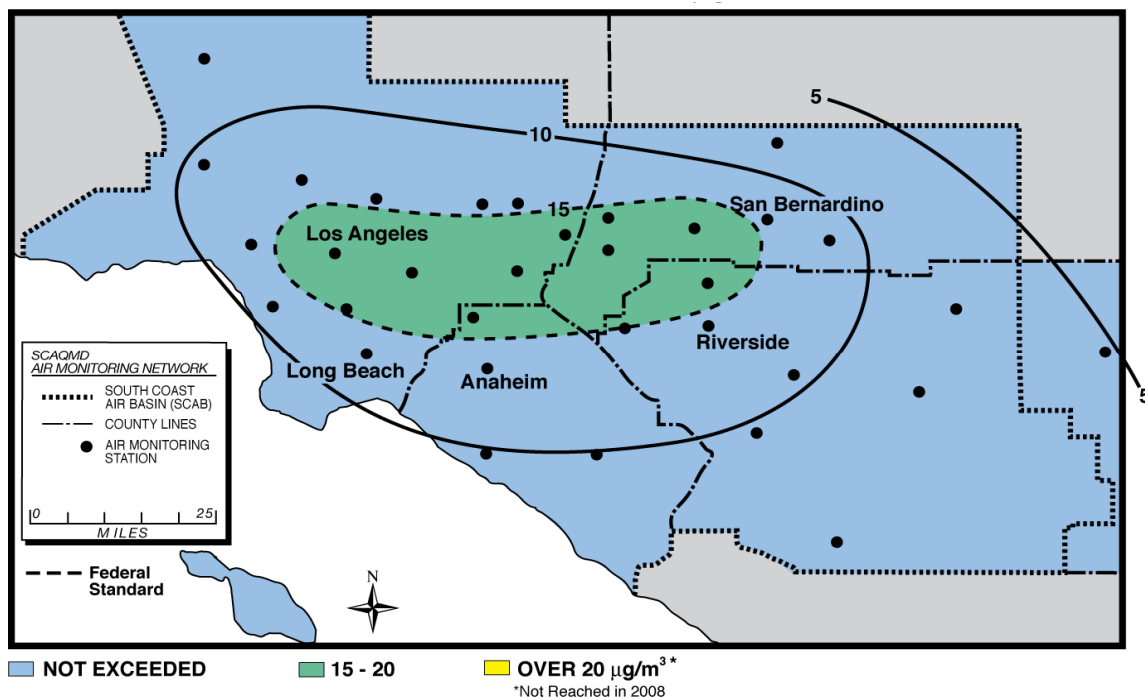 5
10
15
San Bernardino
Los Angeles
Riverside
Long Beach
Anaheim
5
SCAQMD
AIR MONITORING NETWORK
SOUTH COAST
AIR BASIN (SCAB)
COUNTY LINES
AIR MONITORING
STATION
0 25
MILES
Federal
Standard
N
NOT EXCEEDED
15 - 20
OVER 20 µg/m³ *
*Not Reached in 2008